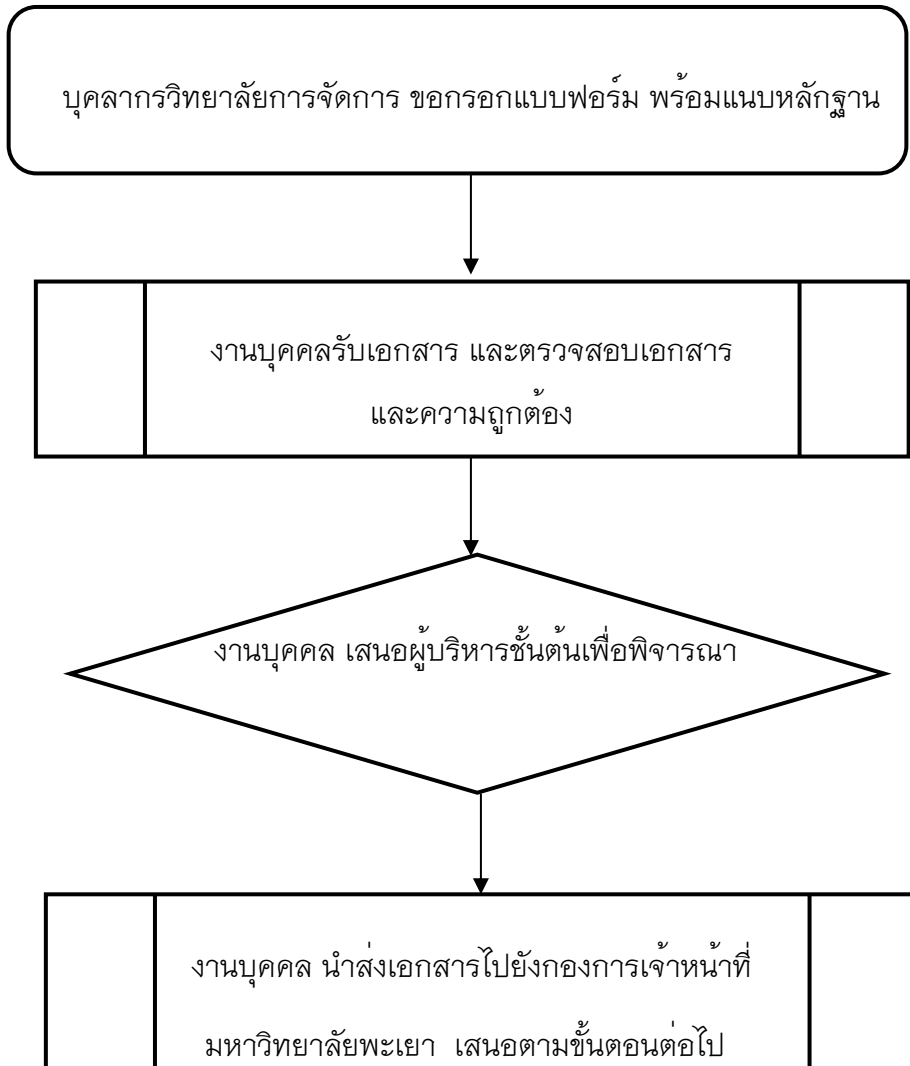 บุคลากรวิทยาลัยการจัดการ ขอกรอกแบบฟอร์ม พร้อมแนบหลักฐาน
งานบุคคลรับเอกสาร และตรวจสอบเอกสาร
และความถูกต้อง
งานบุคคล เสนอผู้บริหารชั้นต้นเพื่อพิจารณา
งานบุคคล นำส่งเอกสารไปยังกองการเจ้าหน้าที่
มหาวิทยาลัยพะเยา เสนอตามขั้นตอนต่อไป